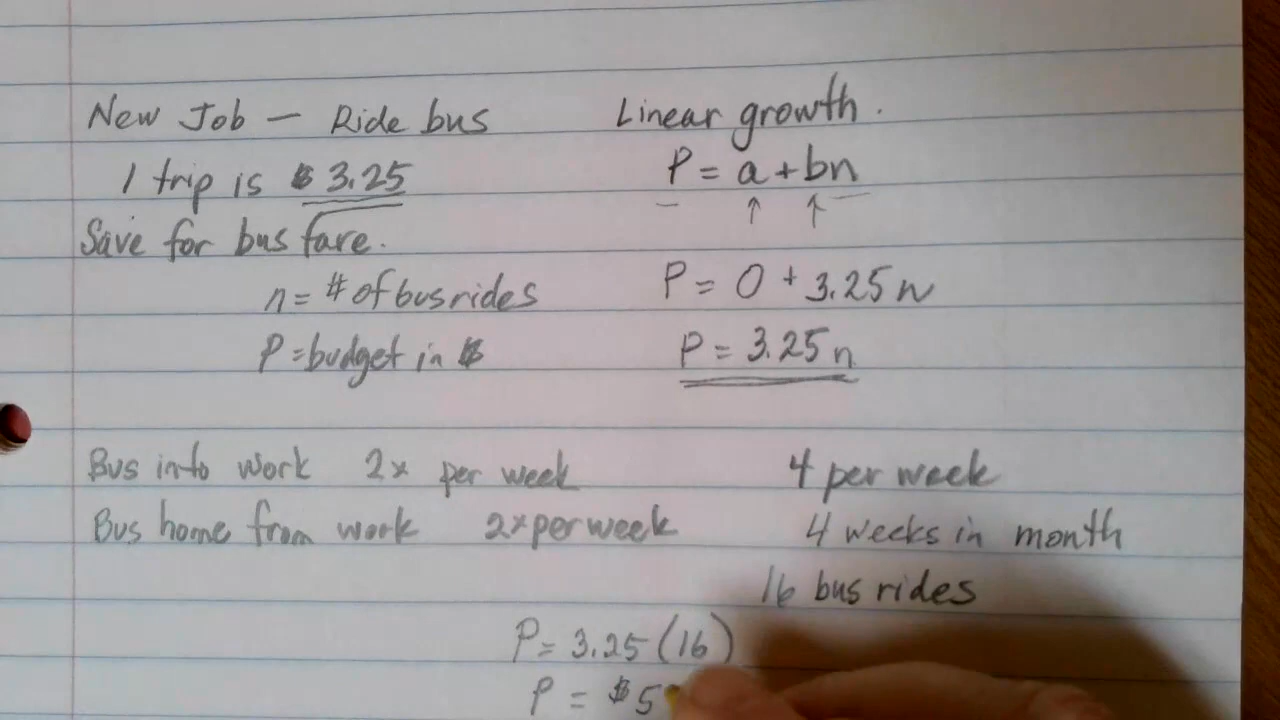 New Job — Ride bus
1 trip is $3.25
Save for bus fare.
n = # of bus rides
P = budget in $
Linear growth.
P = a + bn
P = 0 + 3.25n
P = 3.25n
Bus into work 2x per week
Bus home from work 2x per week
4 per week
4 weeks in month
16 bus rides
P = 3.25(16)
P = $5